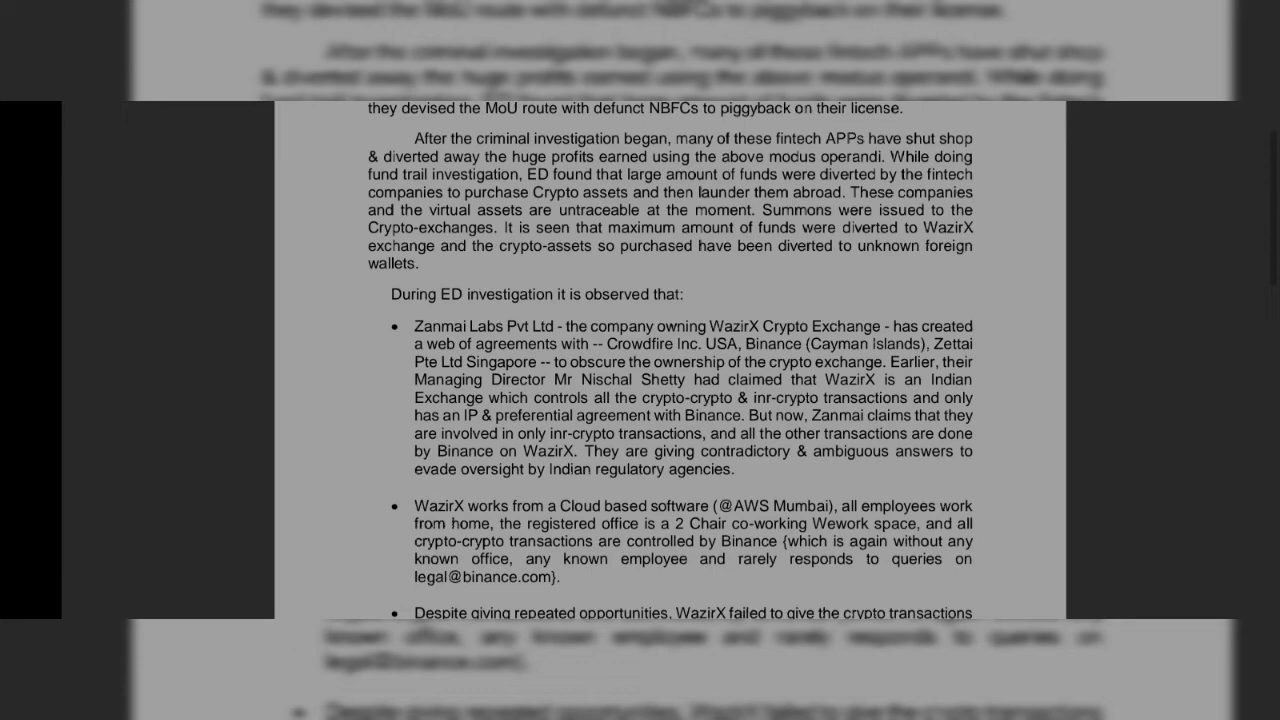 they devised the MoU route with defunct NBFCs to piggyback on their license.
After the criminal investigation began, many of these fintech APPs have shut shop
& diverted away the huge profits earned using the above modus operandi. While doing
fund trail investigation, ED found that large amount of funds were diverted by the fintech
companies to purchase Crypto assets and then launder them abroad. These companies
and the virtual assets are untraceable at the moment. Summons were issued to the
Crypto-exchanges. It is seen that maximum amount of funds were diverted to WazirX
exchange and the crypto-assets so purchased have been diverted to unknown foreign
wallets.
During ED investigation it is observed that:
• Zanmai Labs Pvt Ltd - the company owning WazirX Crypto Exchange - has created
a web of agreements with -- Crowdfire Inc. USA, Binance (Cayman Islands), Zettai
Pte Ltd Singapore -- to obscure the ownership of the crypto exchange. Earlier, their
Managing Director Mr Nischal Shetty had claimed that WazirX is an Indian
Exchange which controls all the crypto-crypto & inr-crypto transactions and only
has an IP & preferential agreement with Binance. But now, Zanmai claims that they
are involved in only inr-crypto transactions, and all the other transactions are done
by Binance on WazirX. They are giving contradictory & ambiguous answers to
evade oversight by Indian regulatory agencies.
• WazirX works from a Cloud based software (@AWS Mumbai), all employees work
from home, the registered office is a 2 Chair co-working Wework space, and all
crypto-crypto transactions are controlled by Binance {which is again without any
known office, any known employee and rarely responds to queries on
legal@binance.com}.
• Despite giving repeated opportunities, WazirX failed to give the crypto transactions